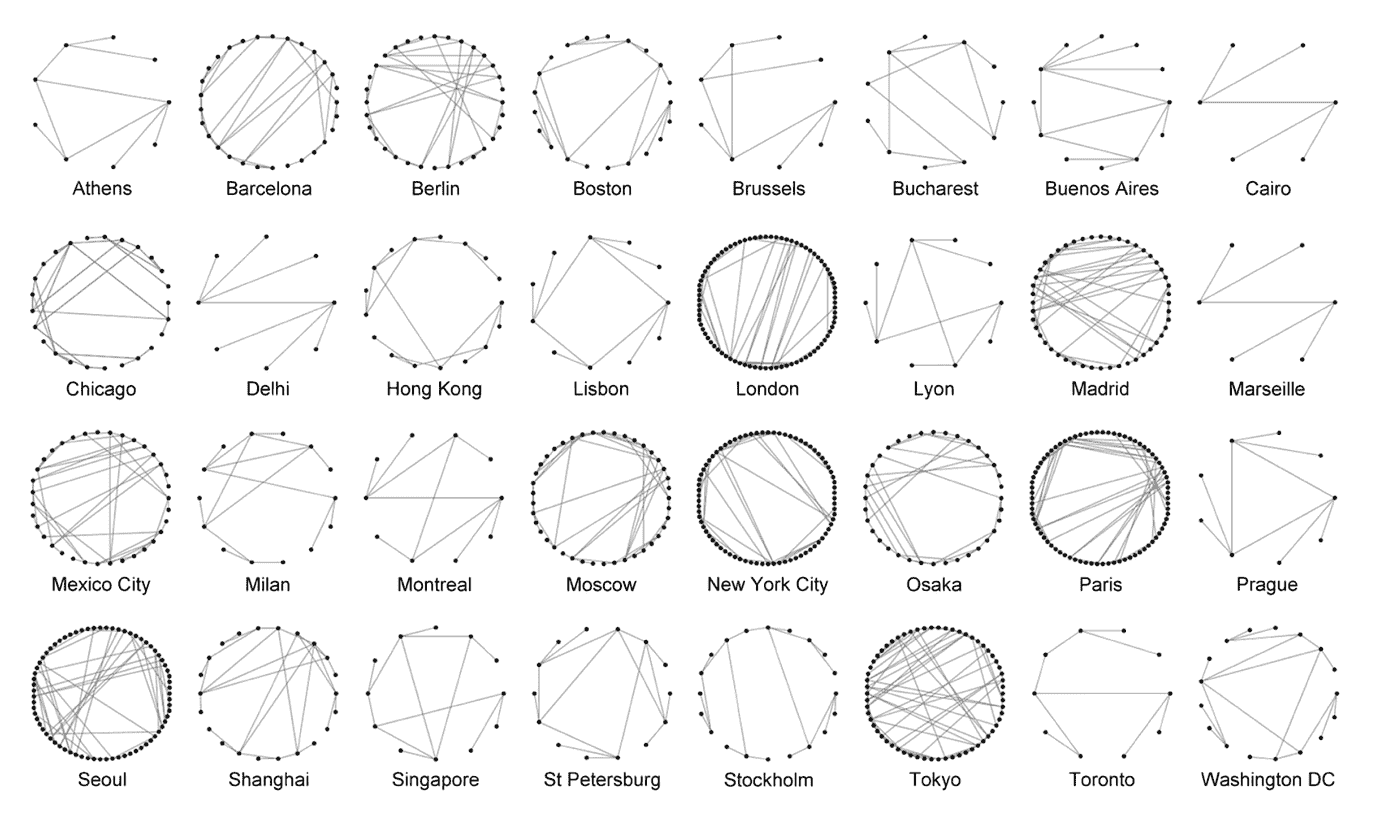 Athens Barcelona Berlin Boston Brussels Bucharest Buenos Aires Cairo
Chicago Delhi Hong Kong Lisbon London Lyon Madrid Marseille
Mexico City Milan Montreal Moscow New York City Osaka Paris Prague
Seoul Shanghai Singapore St Petersburg Stockholm Tokyo Toronto Washington DC